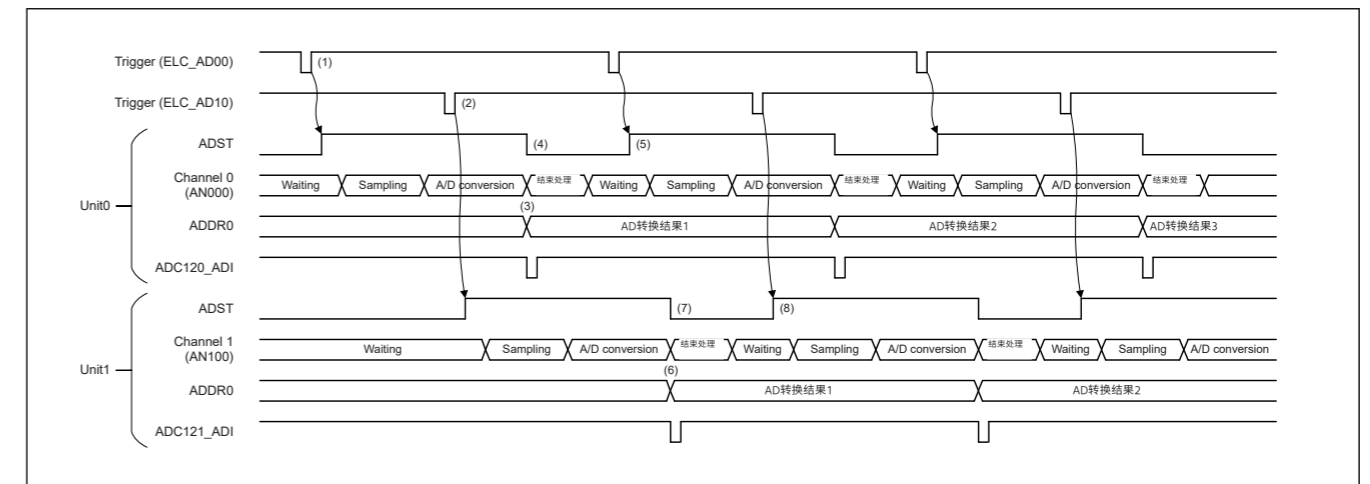 Trigger (ELC_AD00)
(1)
Trigger (ELC_AD10)
(2)
ADST
(4)
(5)
Channel 0
(AN000)
Waiting
Sampling
A/D conversion
结束处理
Waiting
Sampling
A/D conversion
结束处理
Waiting
Sampling
A/D conversion
结束处理
Unit0
(3)
ADDR0
AD转换结果1
AD转换结果2
AD转换结果3
ADC120_ADI
ADST
(7)
(8)
Channel 1
(AN100)
Waiting
Sampling
A/D conversion
结束处理
Waiting
Sampling
A/D conversion
结束处理
Waiting
Sampling
A/D conversion
Unit1
(6)
ADDR0
AD转换结果1
AD转换结果2
ADC121_ADI